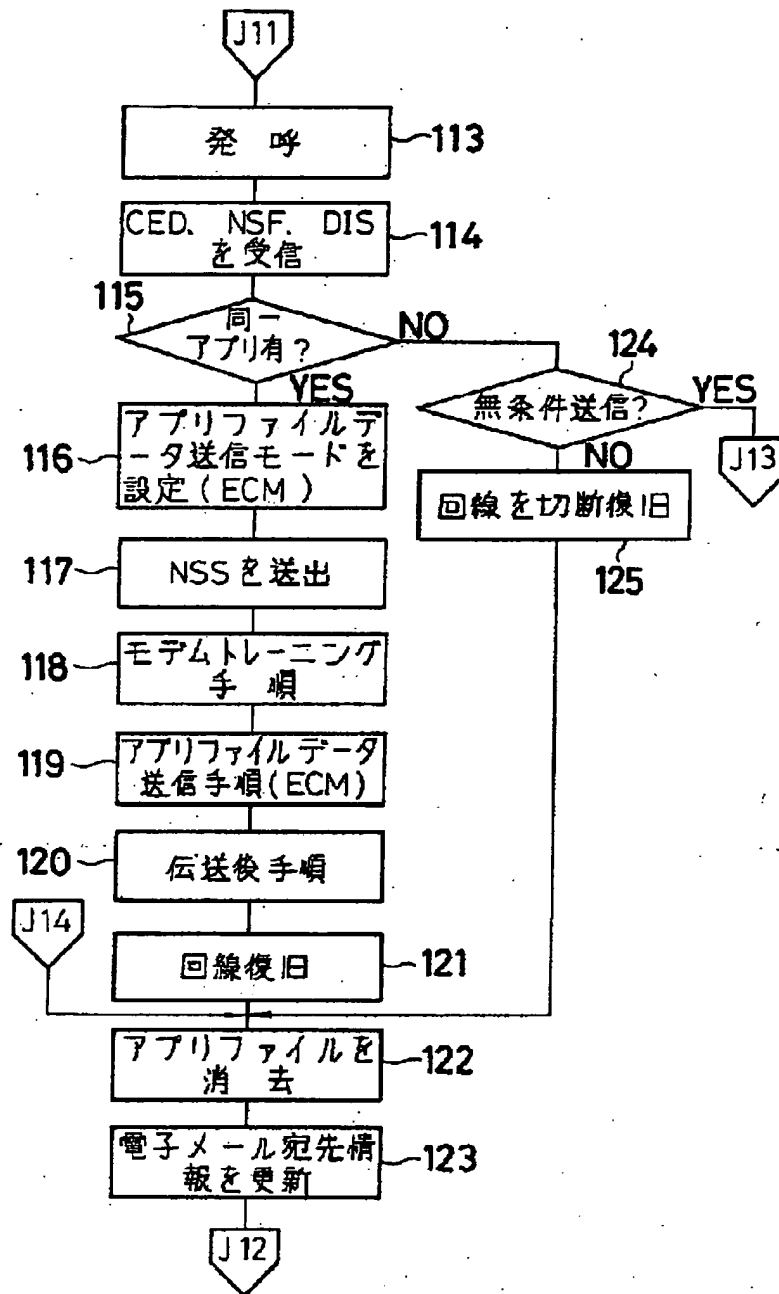 J11
発呼
113
CED、NSF、DIS
を受信
114
115
同一
アプリ有?
NO
YES
124
無条件送信?
YES
J13
NO
116
アプリファイルデ
ータ送信モードを
設定(ECM)
回線を切断復旧
125
117
NSSを送出
118
モデムトレーニング
手順
119
アプリファイルデータ
送信手順(ECM)
120
伝送後手順
J14
回線復旧
121
アプリファイルを
消去
122
電子メール宛先情
報を更新
123
J12